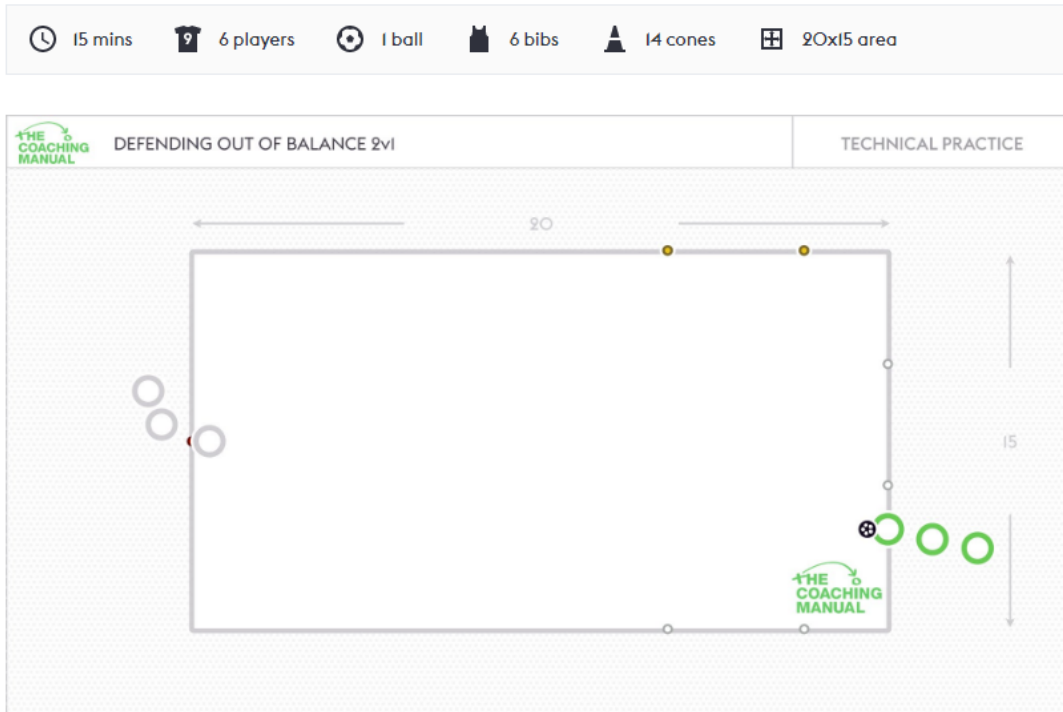 15 mins 9 6 players 1 ball 6 bibs 14 cones 20x15 area
THE
COACHING
MANUAL
DEFENDING OUT OF BALANCE 2v1
TECHNICAL PRACTICE
20
15
THE
COACHING
MANUAL